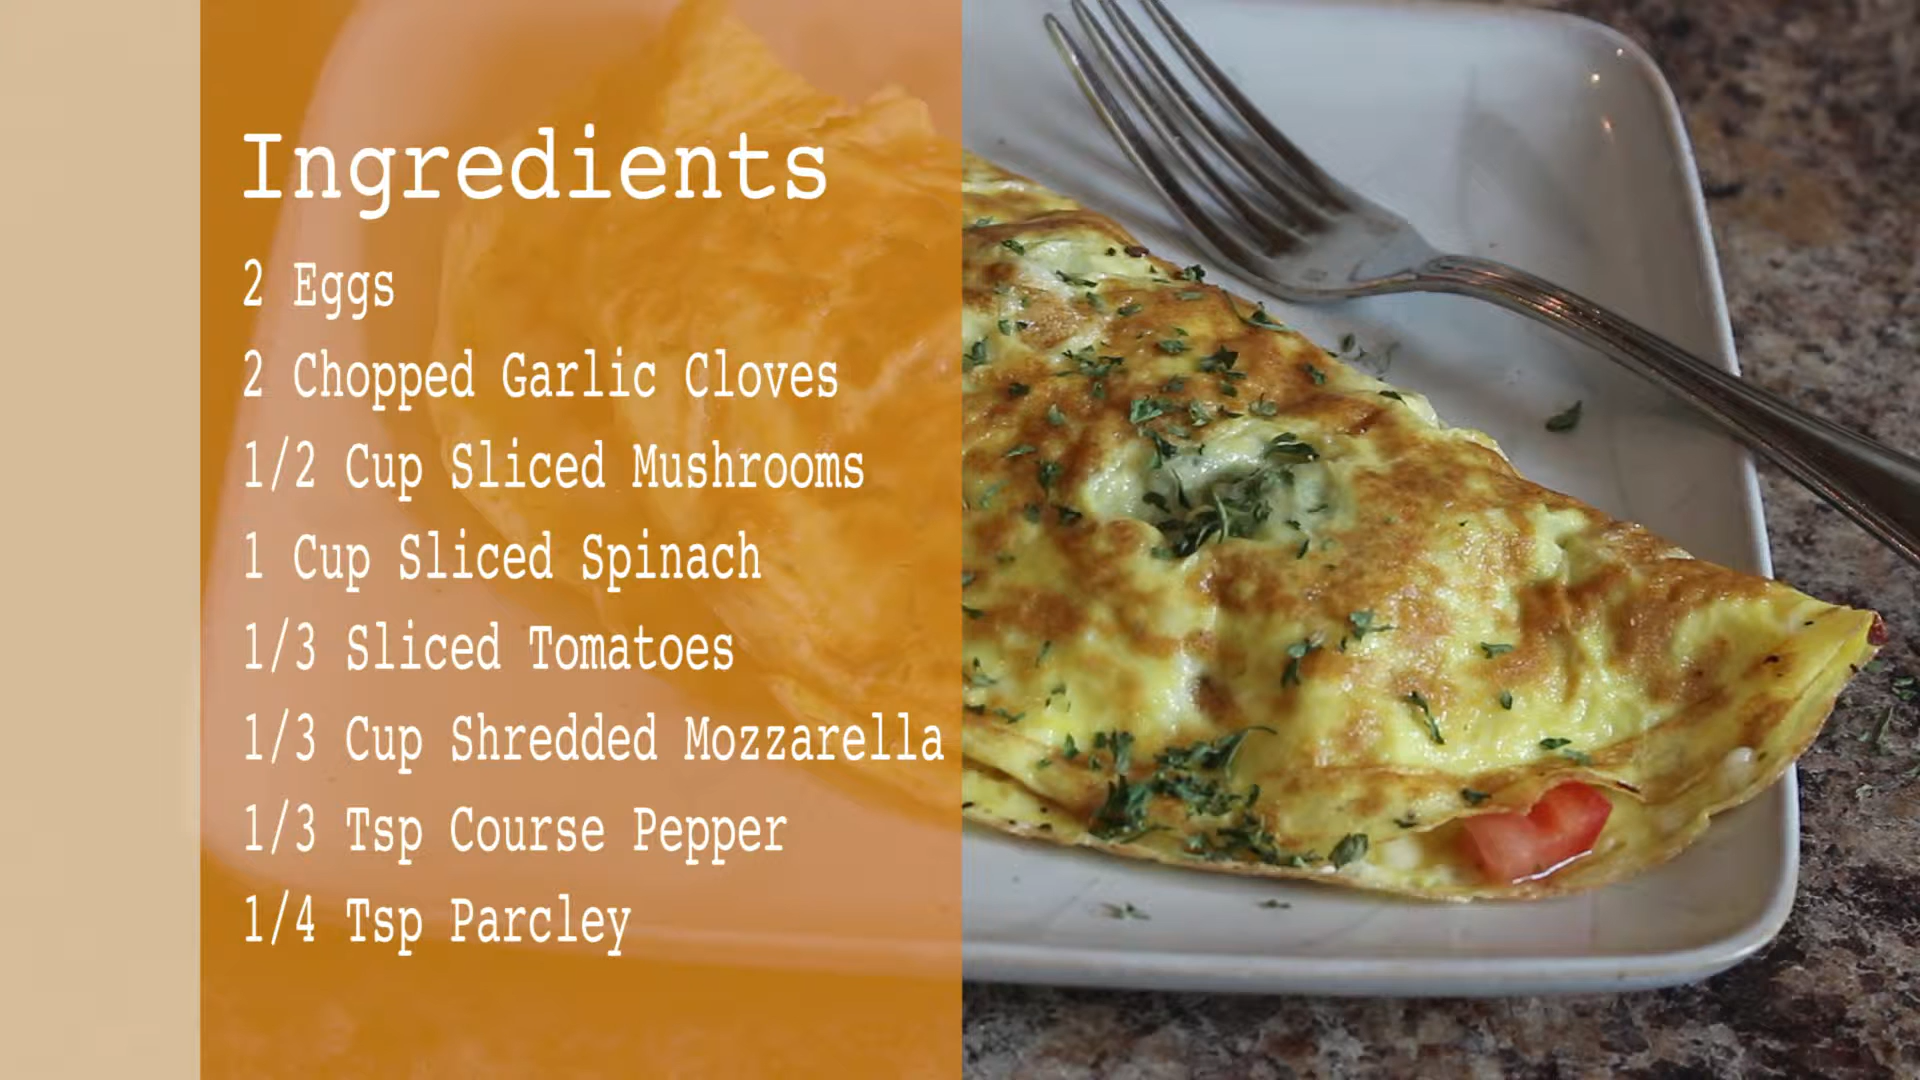 Ingredients
2 Eggs
2 Chopped Garlic Cloves
1/2 Cup Sliced Mushrooms
1 Cup Sliced Spinach
1/3 Sliced Tomatoes
1/3 Cup Shredded Mozzarella
1/3 Tsp Course Pepper
1/4 Tsp Parcley